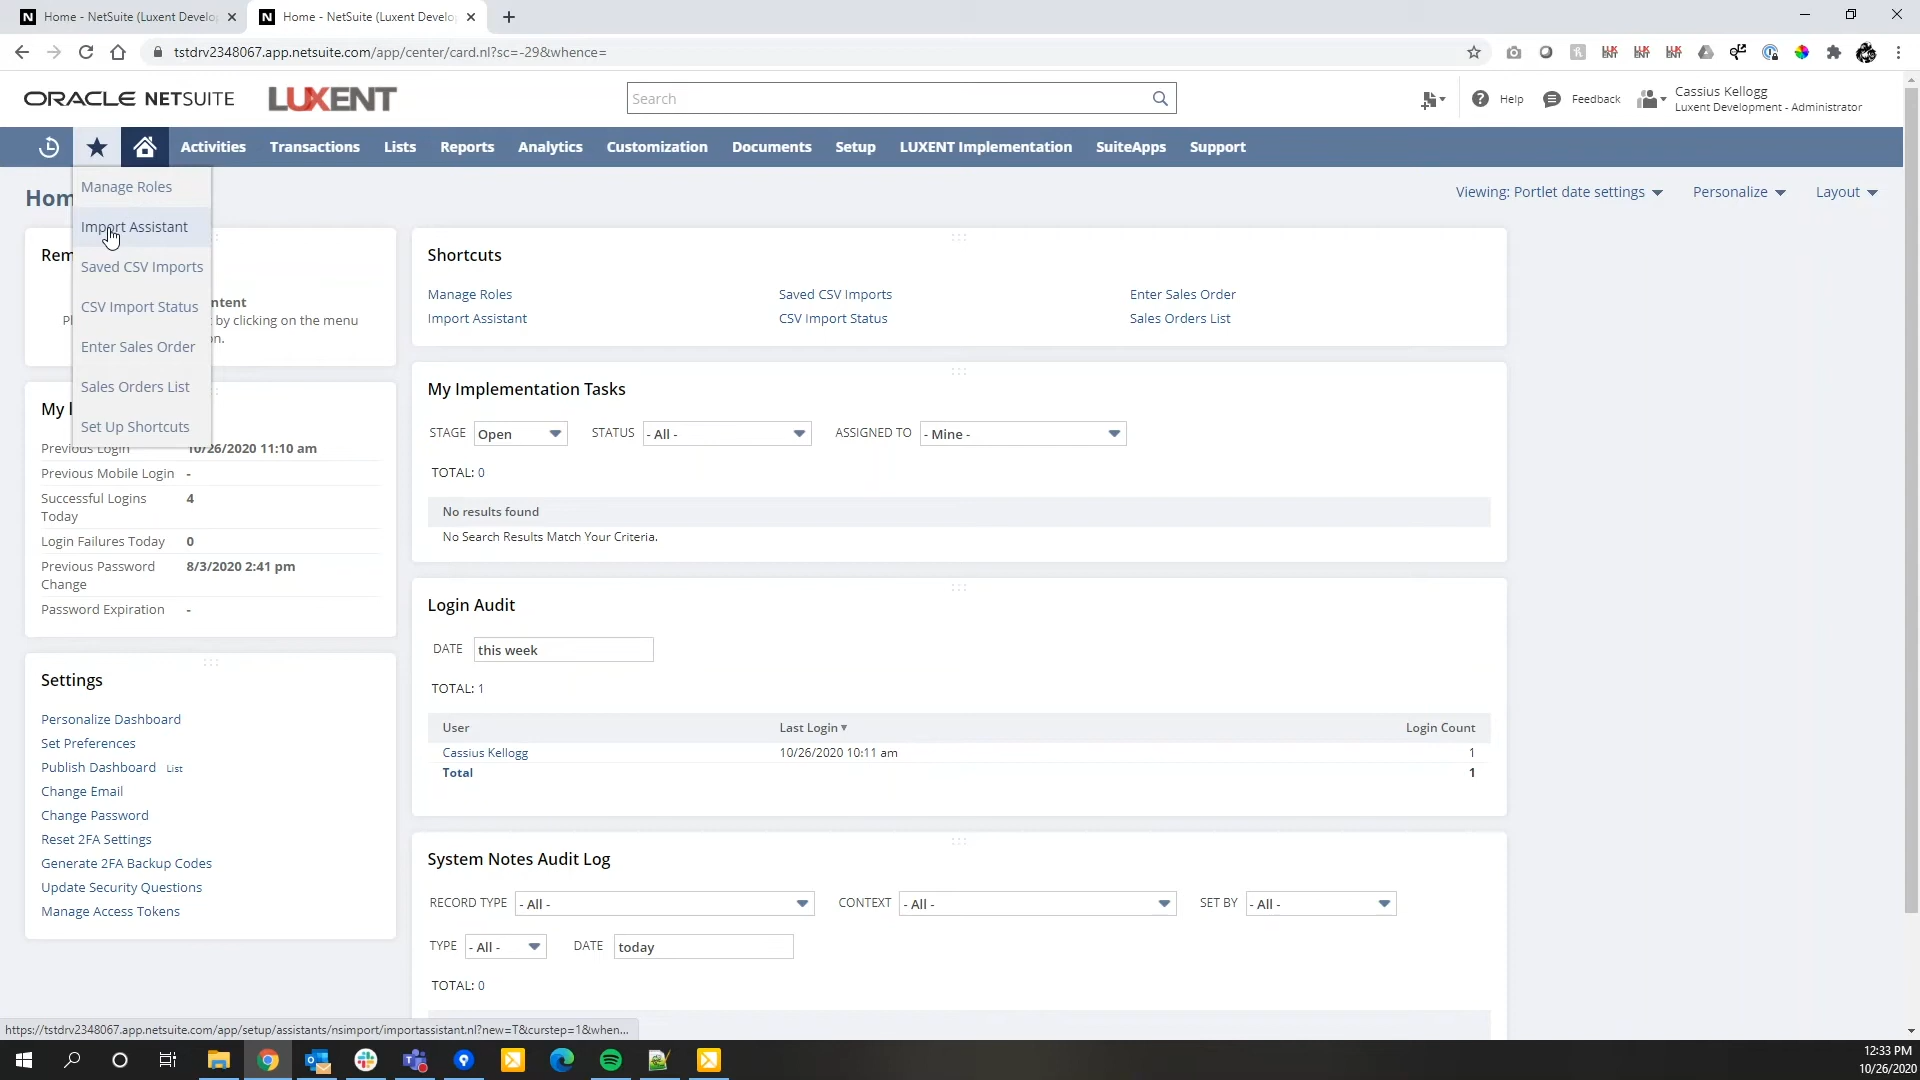 Home - NetSuite (Luxent Develo
Home - NetSuite (Luxent Develo
tstdrv2348067.app.netsuite.com/app/center/card.nl?sc=-29&whence=
ORACLE NETSUITE
LUXENT
Search
Help
Feedback
Cassius Kellogg
Luxent Development - Administrator
Activities
Transactions
Lists
Reports
Analytics
Customization
Documents
Setup
LUXENT Implementation
SuiteApps
Support
Manage Roles
Import Assistant
Saved CSV Imports
CSV Import Status
Enter Sales Order
Sales Orders List
Set Up Shortcuts
Hom
Viewing: Portlet date settings
Personalize
Layout
Rem
ntent
Pl by clicking on the menu
n.
My l
Previous Login 10/26/2020 11:10 am
Previous Mobile Login -
Successful Logins Today 4
Login Failures Today 0
Previous Password Change 8/3/2020 2:41 pm
Password Expiration -
Settings
Personalize Dashboard
Set Preferences
Publish Dashboard List
Change Email
Change Password
Reset 2FA Settings
Generate 2FA Backup Codes
Update Security Questions
Manage Access Tokens
Shortcuts
Manage Roles Saved CSV Imports Enter Sales Order
Import Assistant CSV Import Status Sales Orders List
My Implementation Tasks
STAGE Open STATUS - All - ASSIGNED TO - Mine -
TOTAL: 0
No results found
No Search Results Match Your Criteria.
Login Audit
DATE this week
TOTAL: 1
User Last Login Login Count
Cassius Kellogg 10/26/2020 10:11 am 1
Total 1
System Notes Audit Log
RECORD TYPE - All - CONTEXT - All - SET BY - All -
TYPE - All - DATE today
TOTAL: 0
https://tstdrv2348067.app.netsuite.com/app/setup/assistants/nsimport/importassistant.nl?new=T&curstep=1&when...
12:33 PM
10/26/2020